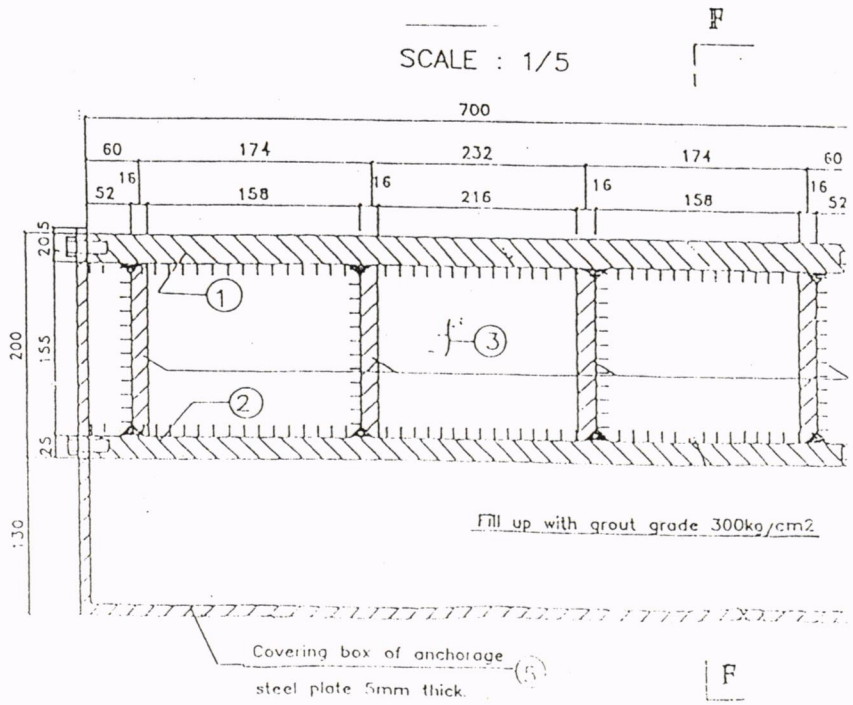 F
SCALE : 1/5
700
60 174 232 174 60
16 16 16 16
52 158 216 158 52
20.5
1
200
155
3
2
25
130
Fill up with grout grade 300kg/cm2
Covering box of anchorage
5
steel plate 5mm thick.
F